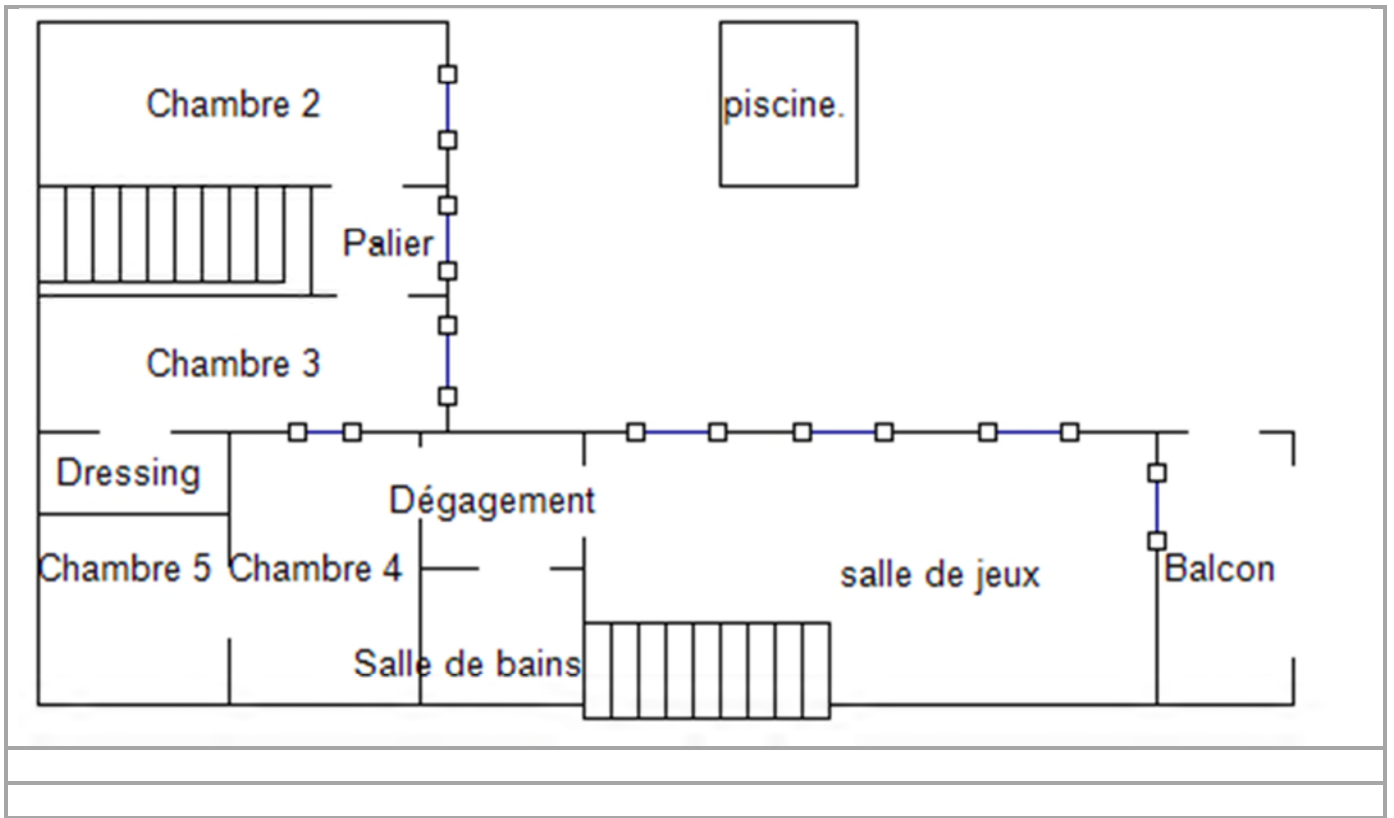 Chambre 2
piscine.
Palier
Chambre 3
Dressing
Dégagement
Chambre 5
Chambre 4
salle de jeux
Balcon
Salle de bains